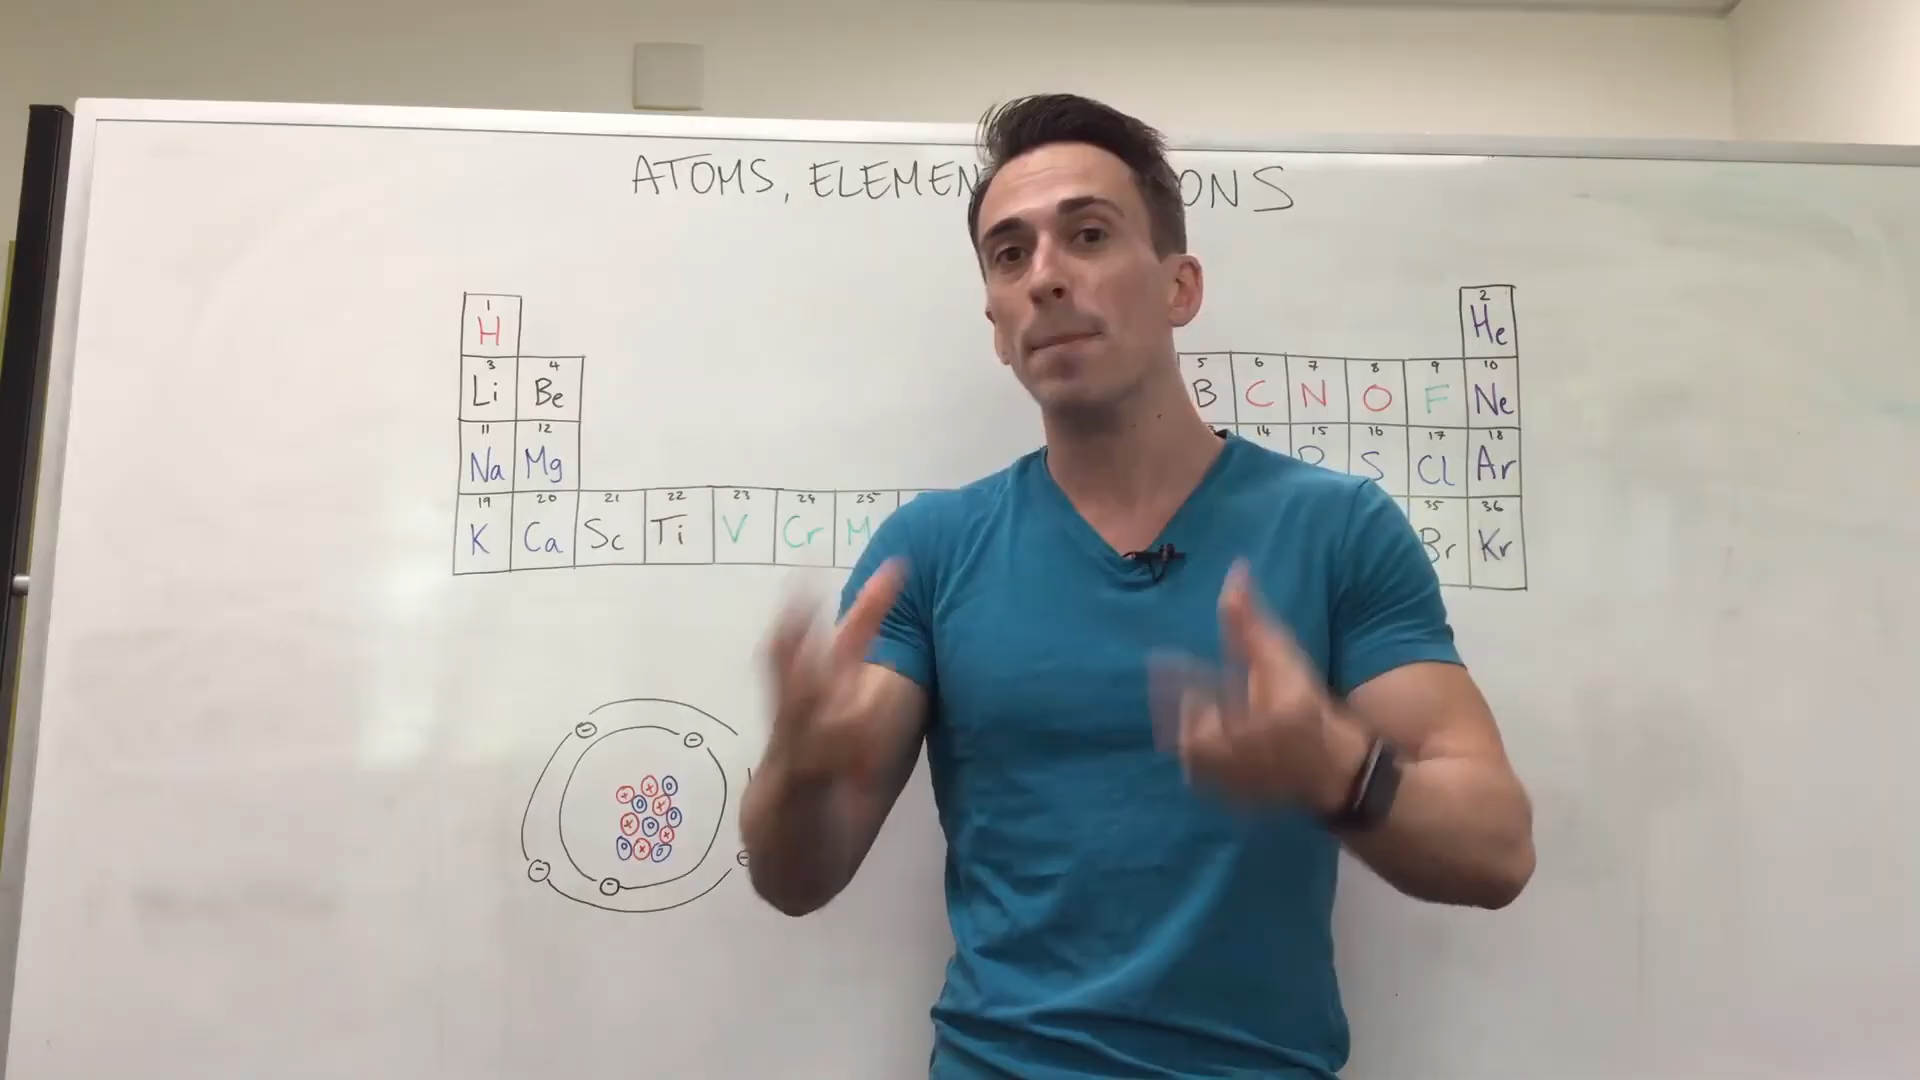 ATOMS, ELEMEN ONS
1 2
H He
3 4 5 6 7 8 9 10
Li Be B C N O F Ne
11 12 14 15 16 17 18
Na Mg S Cl Ar
19 20 21 22 23 24 25 35 36
K Ca Sc Ti V Cr M Br Kr
- -
+ + o
o +
+ o o +
o + o
- - -